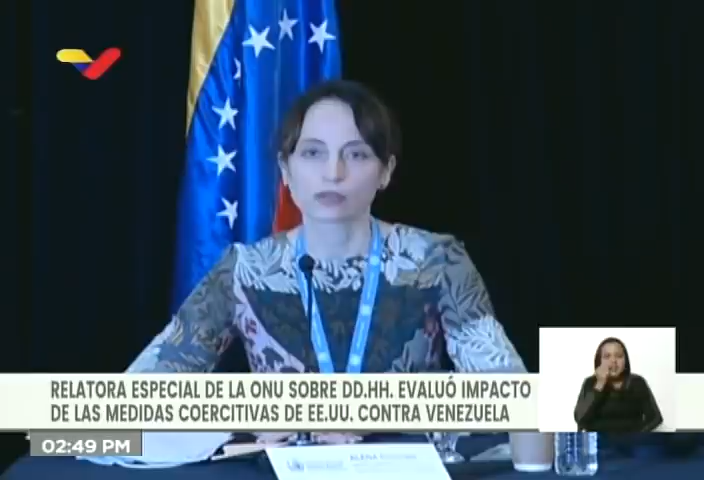 RELATORA ESPECIAL DE LA ONU SOBRE DD.HH. EVALUÓ IMPACTO
DE LAS MEDIDAS COERCITIVAS DE EE.UU. CONTRA VENEZUELA
02:49 PM
ALENA